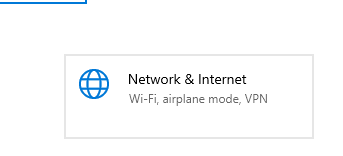 Network & Internet
Wi-Fi, airplane mode, VPN